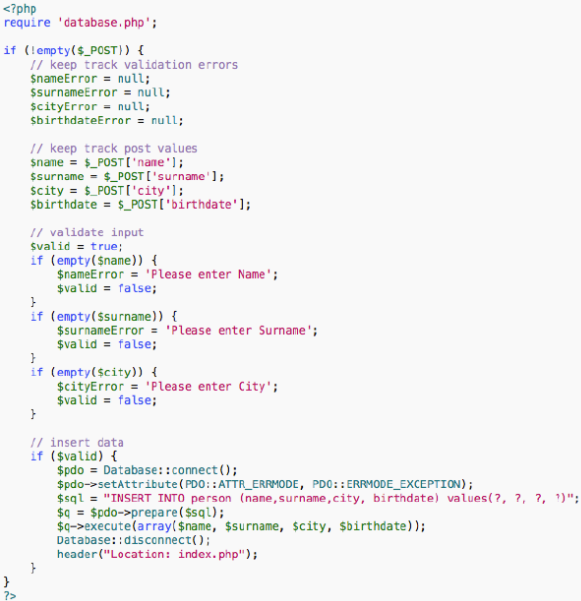 <?php
require 'database.php';

if (!empty($_POST)) {
    // keep track validation errors
    $nameError = null;
    $surnameError = null;
    $cityError = null;
    $birthdateError = null;

    // keep track post values
    $name = $_POST['name'];
    $surname = $_POST['surname'];
    $city = $_POST['city'];
    $birthdate = $_POST['birthdate'];

    // validate input
    $valid = true;
    if (empty($name)) {
        $nameError = 'Please enter Name';
        $valid = false;
    }
    if (empty($surname)) {
        $surnameError = 'Please enter Surname';
        $valid = false;
    }
    if (empty($city)) {
        $cityError = 'Please enter City';
        $valid = false;
    }

    // insert data
    if ($valid) {
        $pdo = Database::connect();
        $pdo->setAttribute(PDO::ATTR_ERRMODE, PDO::ERRMODE_EXCEPTION);
        $sql = "INSERT INTO person (name,surname,city, birthdate) values(?, ?, ?, ?)";
        $q = $pdo->prepare($sql);
        $q->execute(array($name, $surname, $city, $birthdate));
        Database::disconnect();
        header("Location: index.php");
    }
}
?>